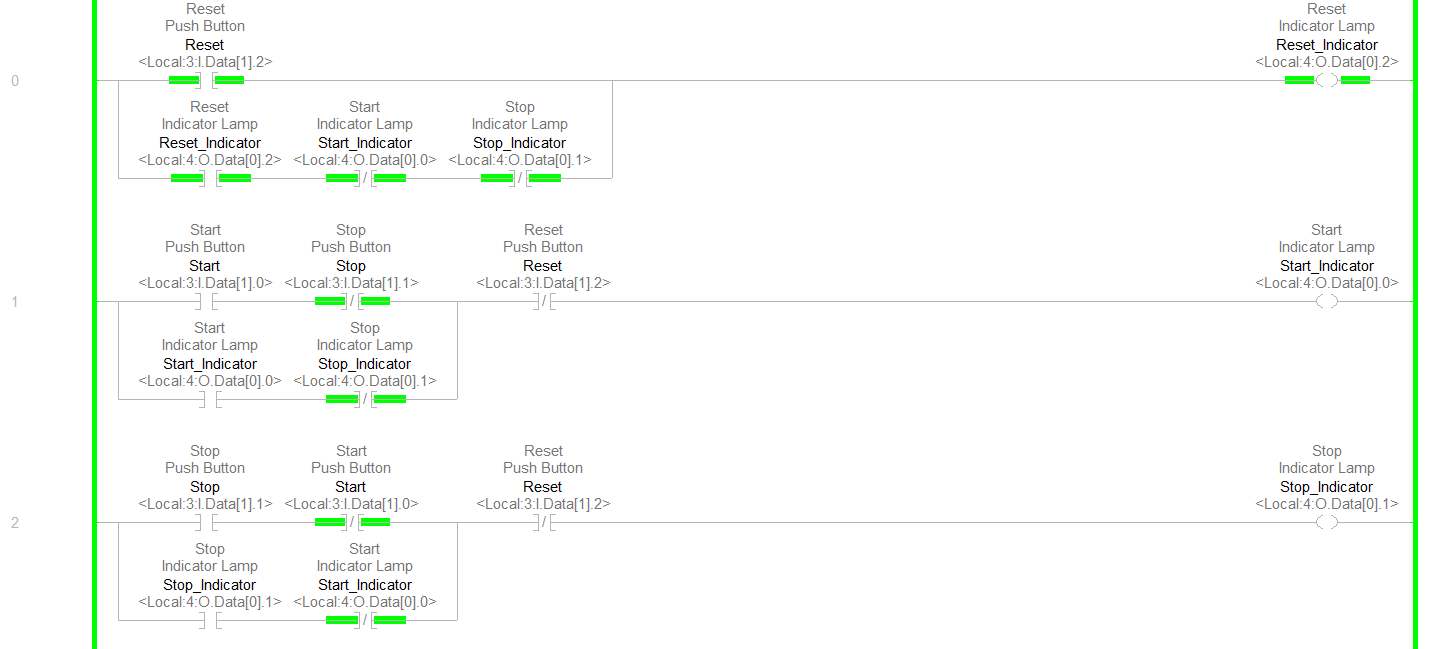 Reset
Push Button
Reset
<Local:3:I.Data[1].2>
Reset
Indicator Lamp
Reset_Indicator
<Local:4:O.Data[0].2>
0
Reset
Indicator Lamp
Reset_Indicator
<Local:4:O.Data[0].2>
Start
Indicator Lamp
Start_Indicator
<Local:4:O.Data[0].0>
Stop
Indicator Lamp
Stop_Indicator
<Local:4:O.Data[0].1>
/
/
Start
Push Button
Start
<Local:3:I.Data[1].0>
Stop
Push Button
Stop
<Local:3:I.Data[1].1>
Reset
Push Button
Reset
<Local:3:I.Data[1].2>
Start
Indicator Lamp
Start_Indicator
<Local:4:O.Data[0].0>
1
/
/
Start
Indicator Lamp
Start_Indicator
<Local:4:O.Data[0].0>
Stop
Indicator Lamp
Stop_Indicator
<Local:4:O.Data[0].1>
/
Stop
Push Button
Stop
<Local:3:I.Data[1].1>
Start
Push Button
Start
<Local:3:I.Data[1].0>
Reset
Push Button
Reset
<Local:3:I.Data[1].2>
Stop
Indicator Lamp
Stop_Indicator
<Local:4:O.Data[0].1>
2
/
/
Stop
Indicator Lamp
Stop_Indicator
<Local:4:O.Data[0].1>
Start
Indicator Lamp
Start_Indicator
<Local:4:O.Data[0].0>
/